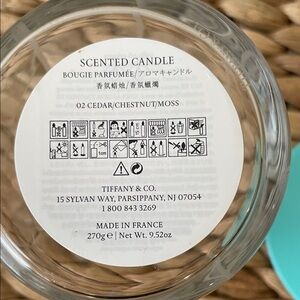 SCENTED CANDLE
BOUGIE PARFUMÉE/アロマキャンドル
香氛蜡烛/香氛蠟燭
02 CEDAR/CHESTNUT/MOSS
TIFFANY & CO.
15 SYLVAN WAY, PARSIPPANY, NJ 07054
1 800 843 3269
MADE IN FRANCE
270g e | Net Wt. 9.52oz